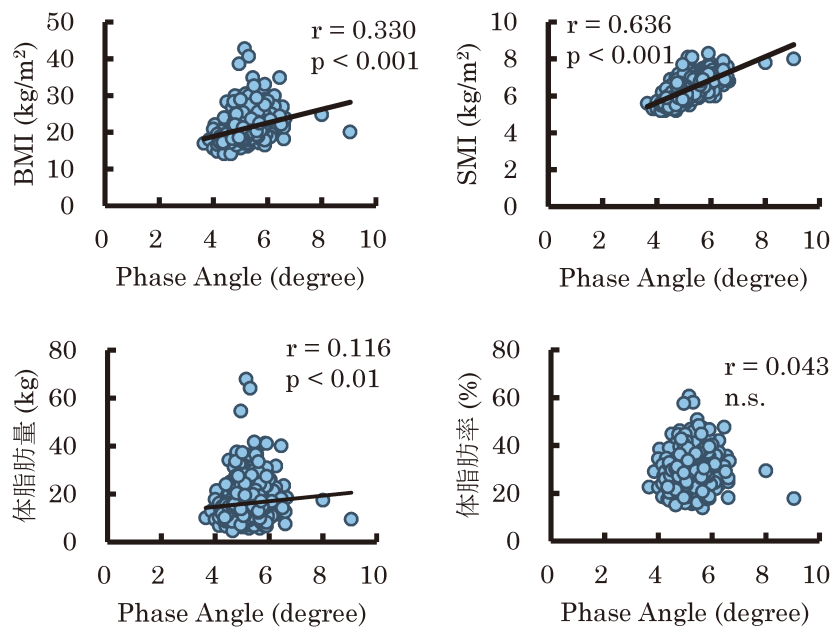 r = 0.330
p < 0.001
50
40
30
20
10
0
BMI (kg/m²)
0 2 4 6 8 10
Phase Angle (degree)
r = 0.636
p < 0.001
10
8
6
4
2
0
SMI (kg/m²)
0 2 4 6 8 10
Phase Angle (degree)
r = 0.116
p < 0.01
80
60
40
20
0
体脂肪量 (kg)
0 2 4 6 8 10
Phase Angle (degree)
r = 0.043
n.s.
80
60
40
20
0
体脂肪率 (%)
0 2 4 6 8 10
Phase Angle (degree)